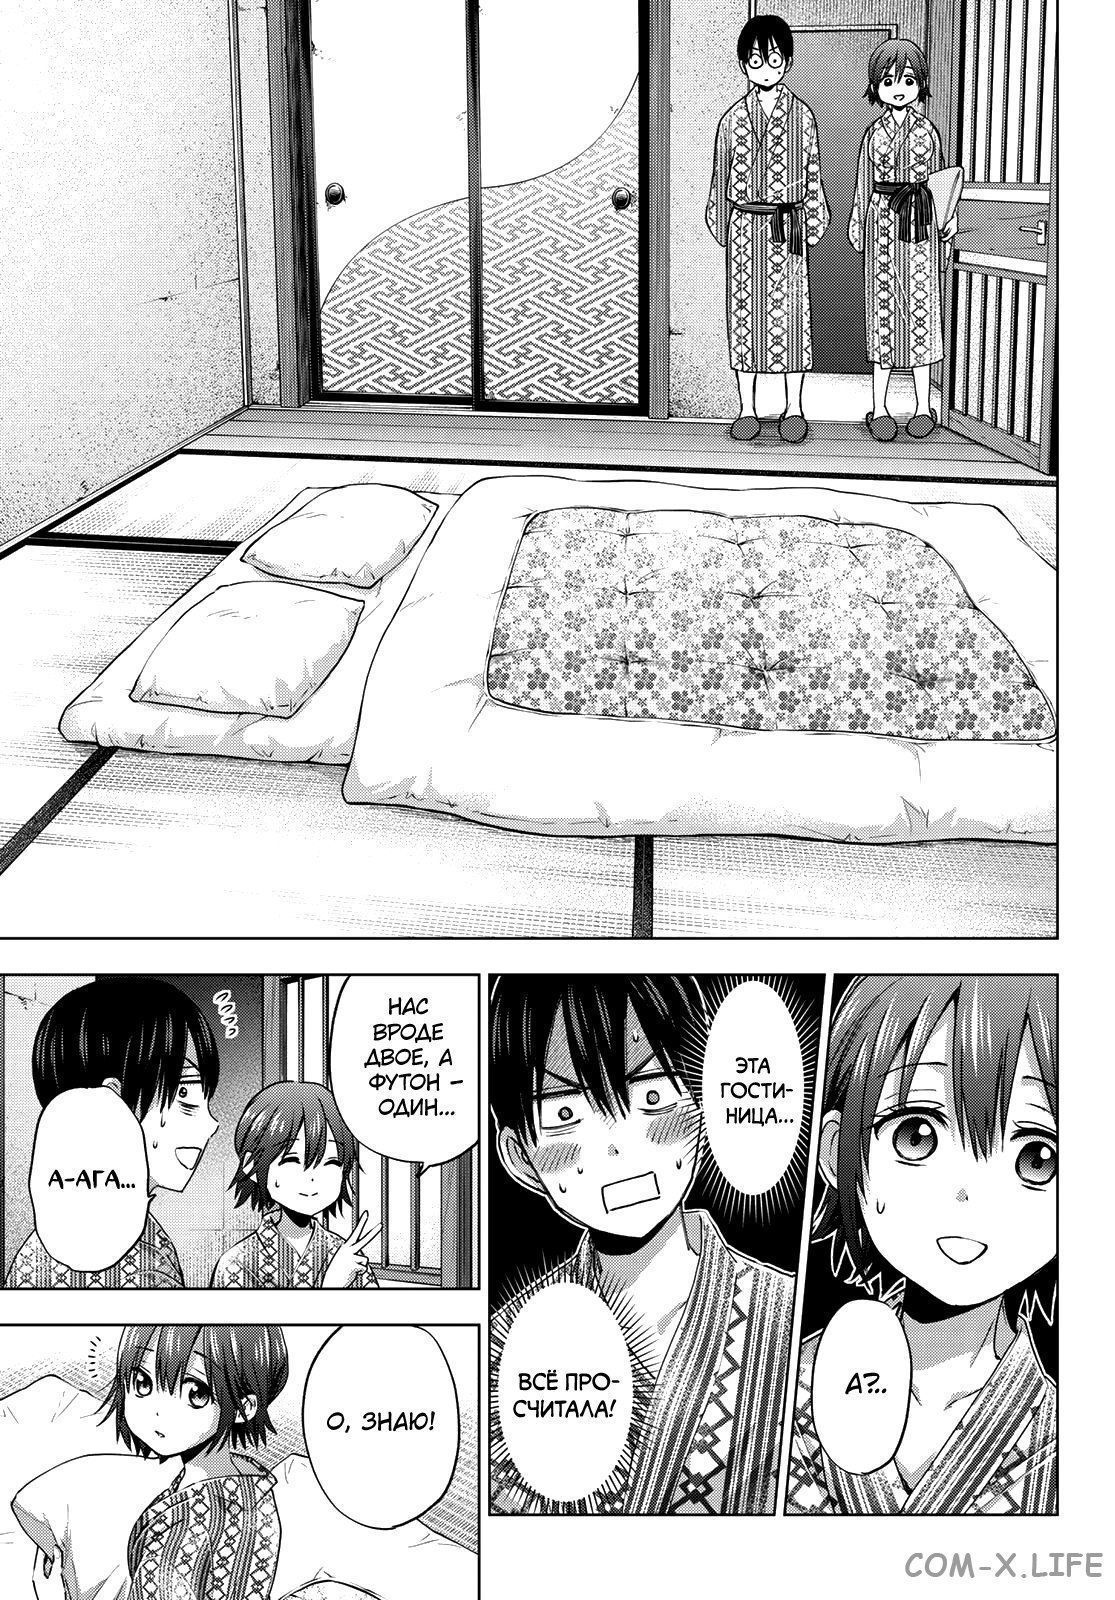 А?..
ЭТА
ГОСТИ-
НИЦА...
ВСЁ ПРО-
СЧИТАЛА!
НАС
ВРОДЕ
ДВОЕ, А
ФУТОН –
ОДИН...
А-АГА...
О, ЗНАЮ!
COM-X.LIFE